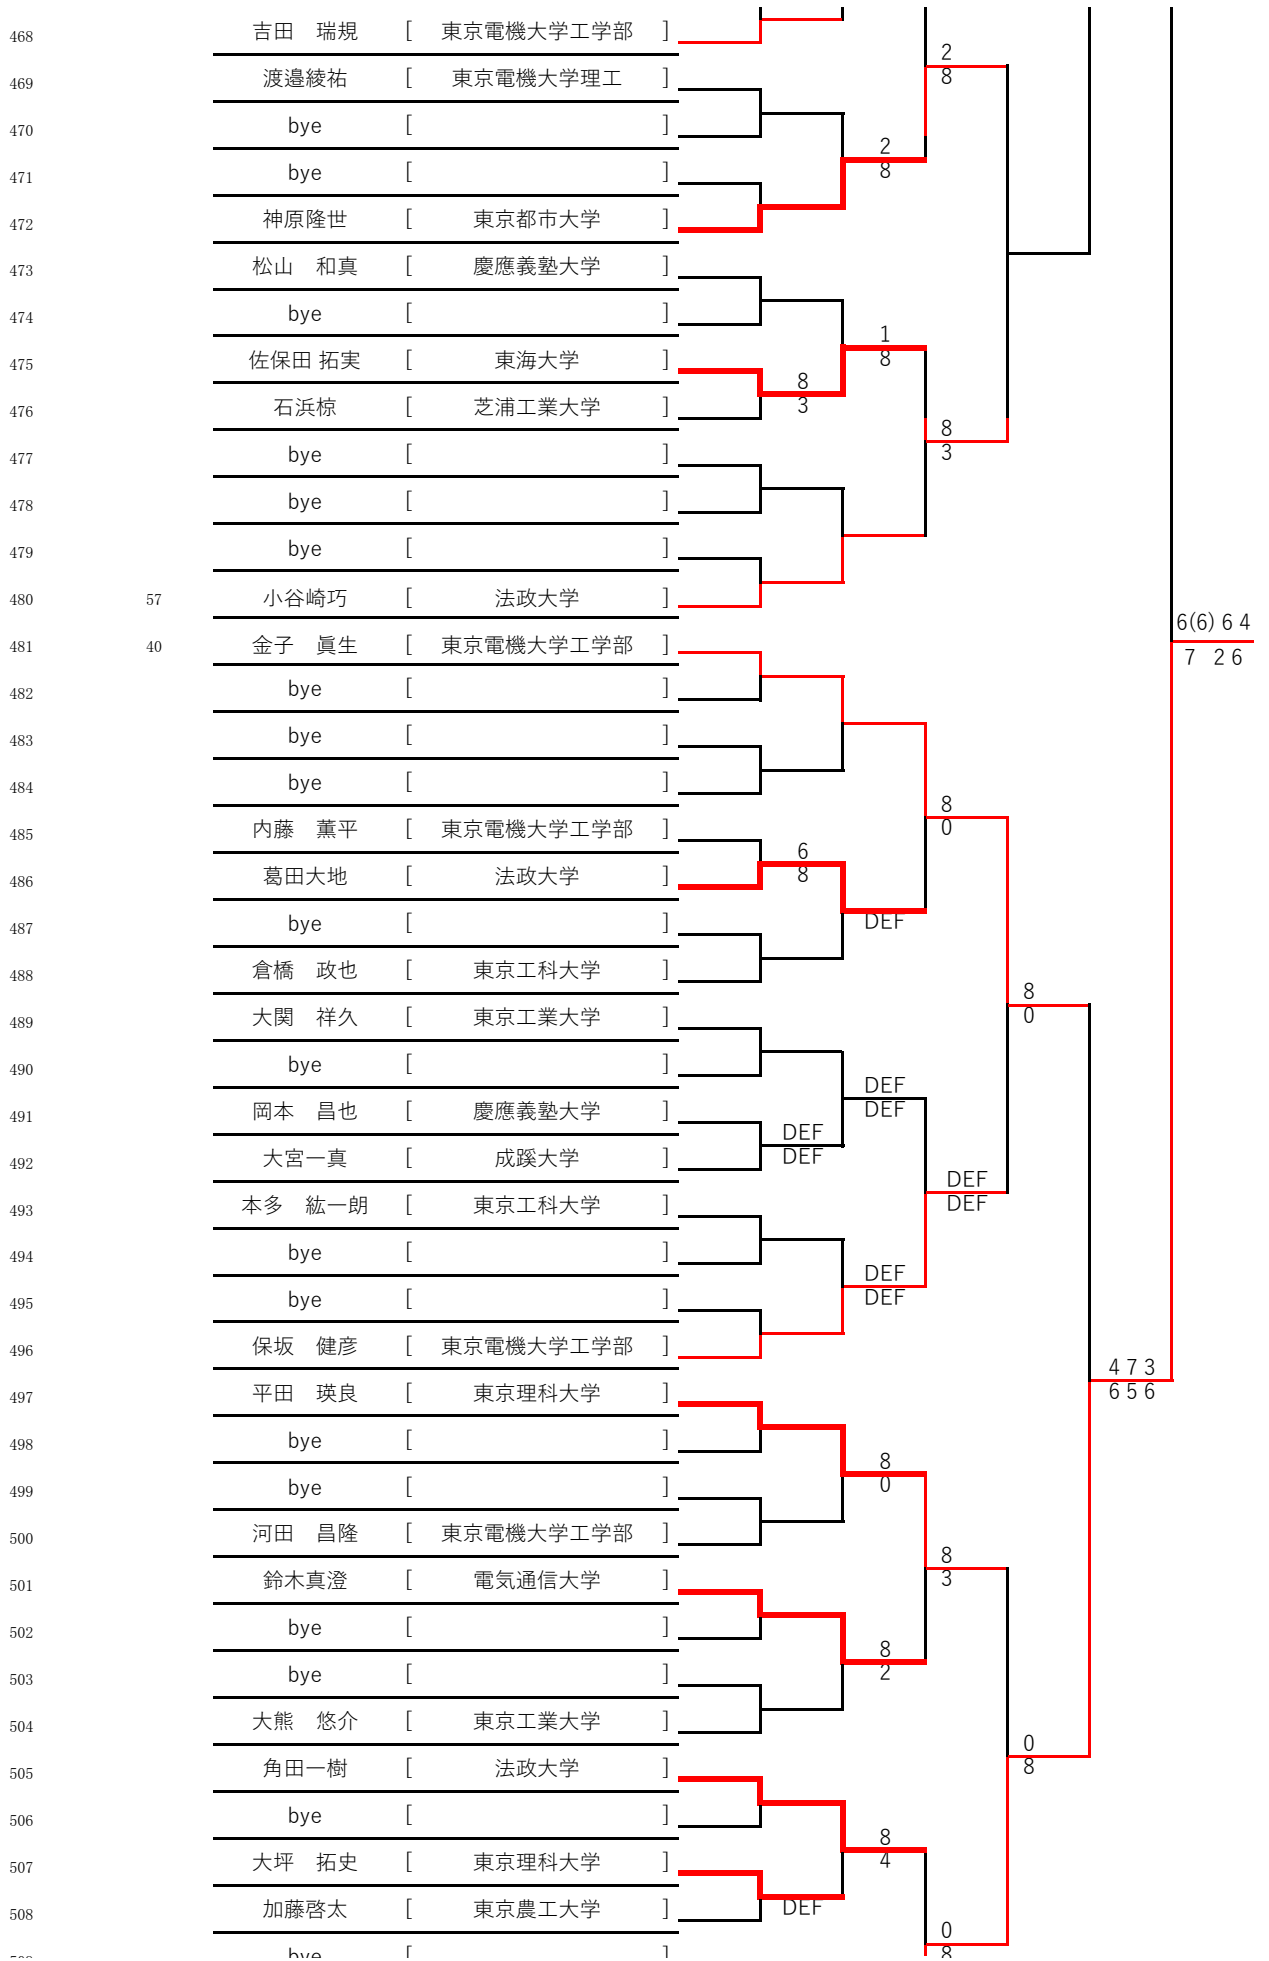 468 吉田　瑞規 [ 東京電機大学工学部 ]
2
469 渡邉綾祐 [ 東京電機大学理工 ]
8
470 bye [ ]
2
471 bye [ ]
8
472 神原隆世 [ 東京都市大学 ]
473 松山　和真 [ 慶應義塾大学 ]
474 bye [ ]
1
475 佐保田 拓実 [ 東海大学 ]
8
8
476 石浜椋 [ 芝浦工業大学 ]
3
8
477 bye [ ]
3
478 bye [ ]
479 bye [ ]
480 57 小谷崎巧 [ 法政大学 ]
6(6) 6 4
481 40 金子　眞生 [ 東京電機大学工学部 ]
7 2 6
482 bye [ ]
483 bye [ ]
484 bye [ ]
8
485 内藤　薫平 [ 東京電機大学工学部 ]
0
6
486 葛田大地 [ 法政大学 ]
8
487 bye [ ]
DEF
488 倉橋　政也 [ 東京工科大学 ]
8
489 大関　祥久 [ 東京工業大学 ]
0
490 bye [ ]
DEF
491 岡本　昌也 [ 慶應義塾大学 ]
DEF
DEF
492 大宮一真 [ 成蹊大学 ]
DEF
DEF
493 本多　紘一朗 [ 東京工科大学 ]
DEF
494 bye [ ]
DEF
495 bye [ ]
DEF
496 保坂　健彦 [ 東京電機大学工学部 ]
4 7 3
497 平田　瑛良 [ 東京理科大学 ]
6 5 6
498 bye [ ]
8
499 bye [ ]
0
500 河田　昌隆 [ 東京電機大学工学部 ]
8
501 鈴木真澄 [ 電気通信大学 ]
3
502 bye [ ]
8
503 bye [ ]
2
504 大熊　悠介 [ 東京工業大学 ]
0
505 角田一樹 [ 法政大学 ]
8
506 bye [ ]
8
507 大坪　拓史 [ 東京理科大学 ]
4
508 加藤啓太 [ 東京農工大学 ]
DEF
0
bye [ ]
8